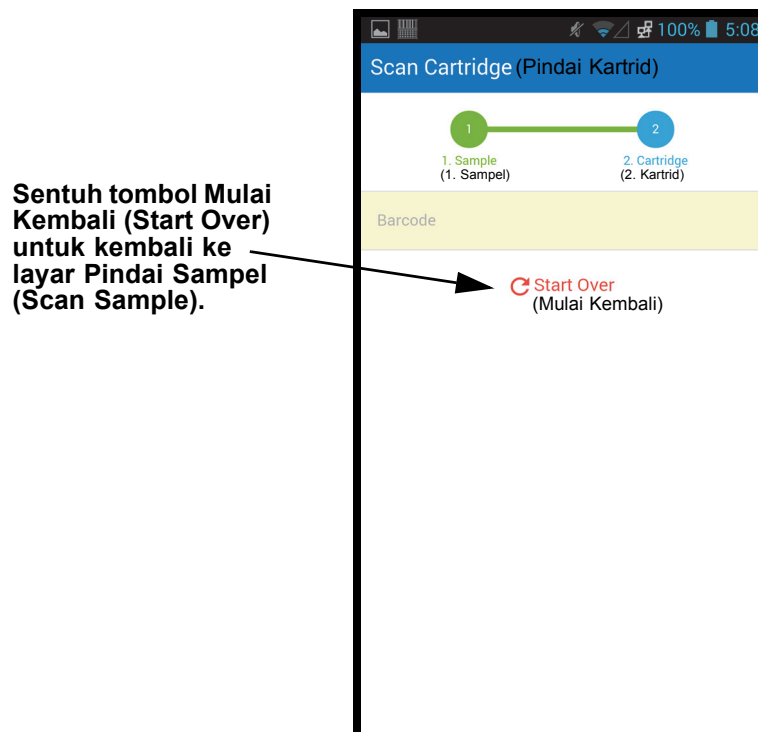 100% 5:08
Scan Cartridge (Pindai Kartrid)
1 2
1. Sample 2. Cartridge
(1. Sampel) (2. Kartrid)
Sentuh tombol Mulai
Kembali (Start Over)
untuk kembali ke
layar Pindai Sampel
(Scan Sample).
Barcode
Start Over
(Mulai Kembali)